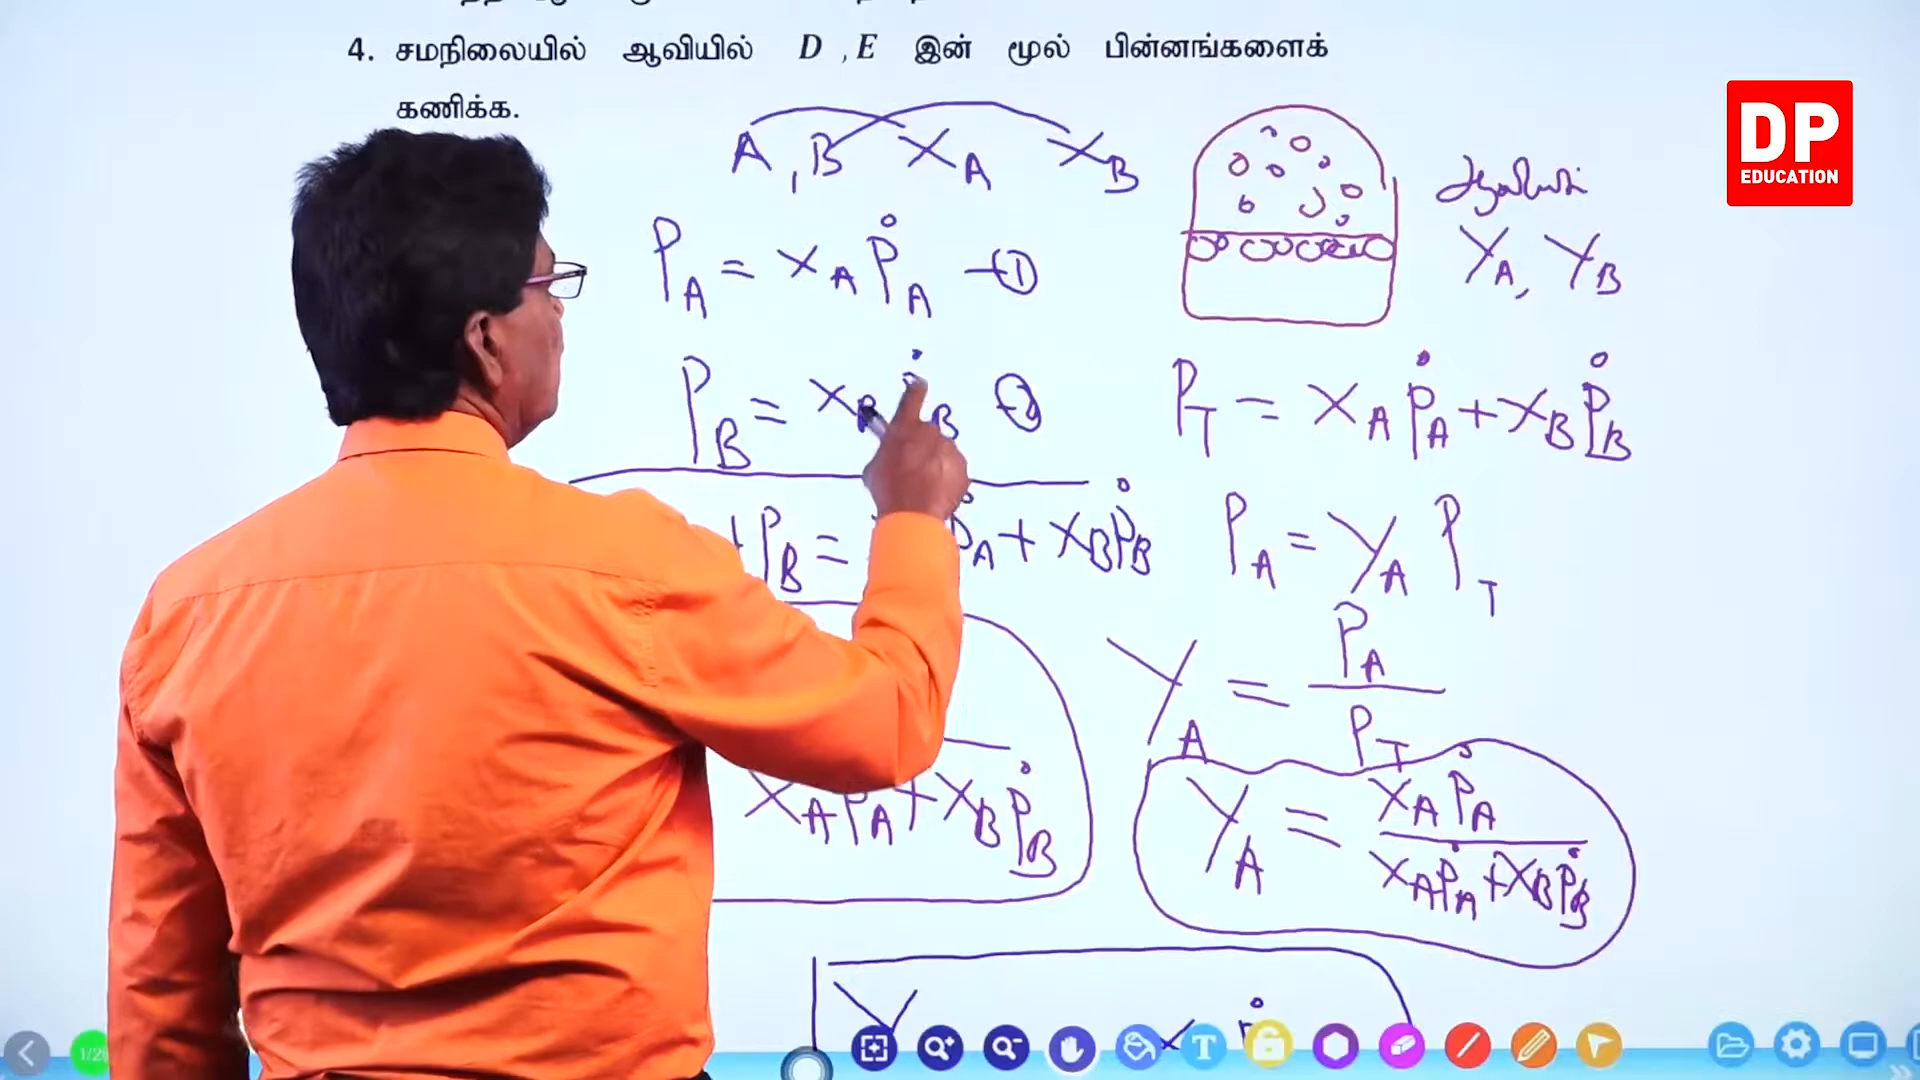 4. சமநிலையில் ஆவியில் D , E இன் மூல் பின்னங்களைக்
கணிக்க.
DP
EDUCATION
A , B X_A X_B
P_A = X_A P°_A —①
Y_A, Y_B
P_B = X_B P°_B ②
P_T = X_A P°_A + X_B P°_B
+ P_B = P°_A + X_B P°_B
P_A = Y_A P_T
Y_A = P_A / P_T
X_A P_A + X_B P°_B
Y_A = X_A P°_A / X_A P°_A + X_B P°_B
Y
T